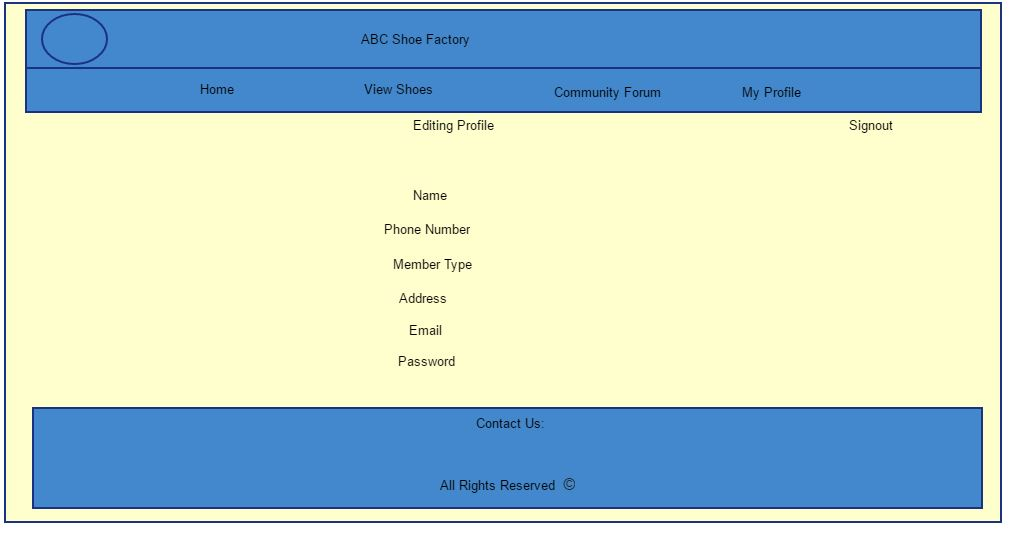 ABC Shoe Factory
Home View Shoes Community Forum My Profile
Editing Profile Signout
Name
Phone Number
Member Type
Address
Email
Password
Contact Us:
All Rights Reserved ©